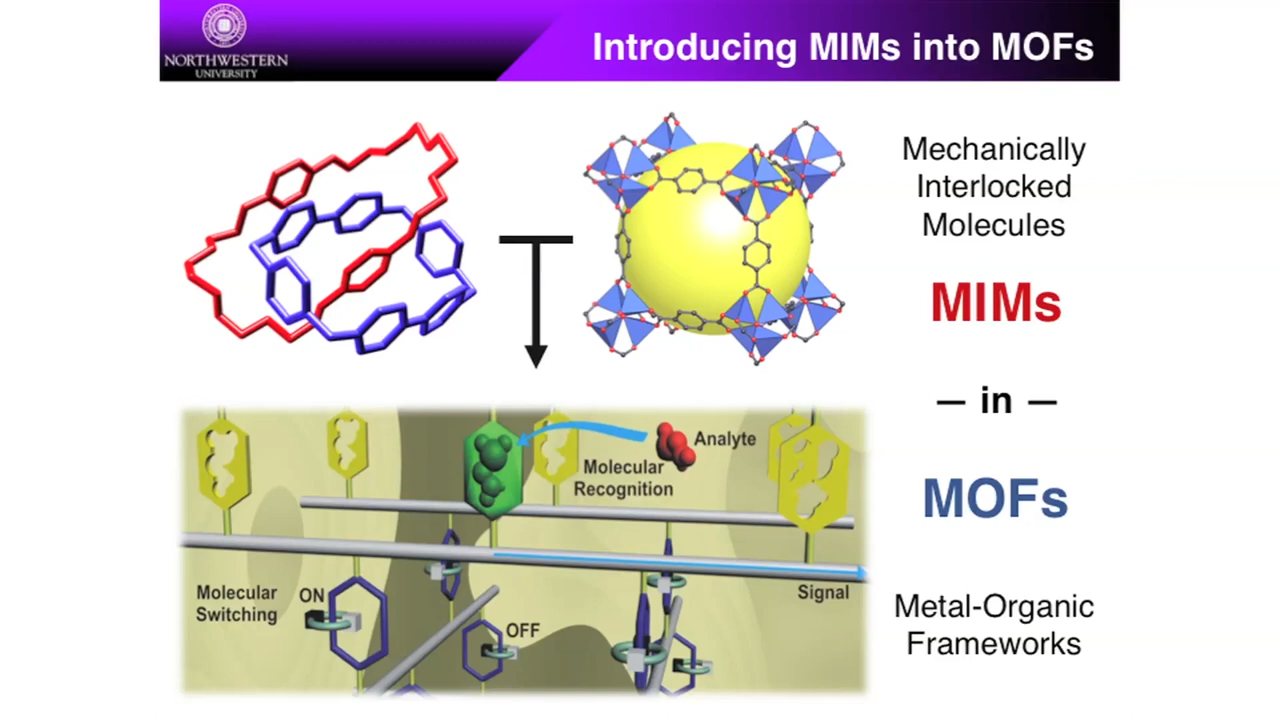 NORTHWESTERN
UNIVERSITY
Introducing MIMs into MOFs
Mechanically
Interlocked
Molecules
MIMs
— in —
MOFs
Metal-Organic
Frameworks
Analyte
Molecular
Recognition
Molecular
Switching
ON
OFF
Signal